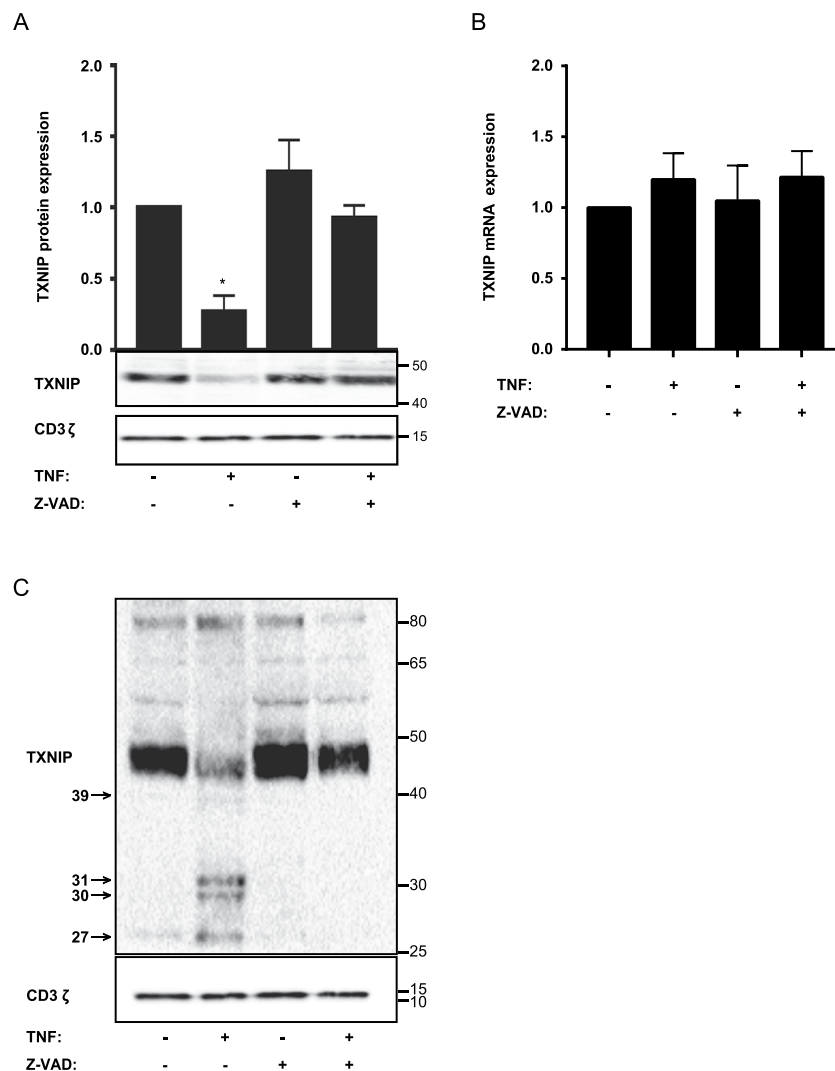 A
TXNIP protein expression
2.0
1.5
1.0
0.5
0.0
*
TXNIP
50
40
CD3 ζ
15
TNF: - + - +
Z-VAD: - - + +
B
TXNIP mRNA expression
2.0
1.5
1.0
0.5
0.0
TNF: - + - +
Z-VAD: - - + +
C
80
65
50
TXNIP
39
40
31
30
30
27
25
CD3 ζ
15
10
TNF: - + - +
Z-VAD: - - + +